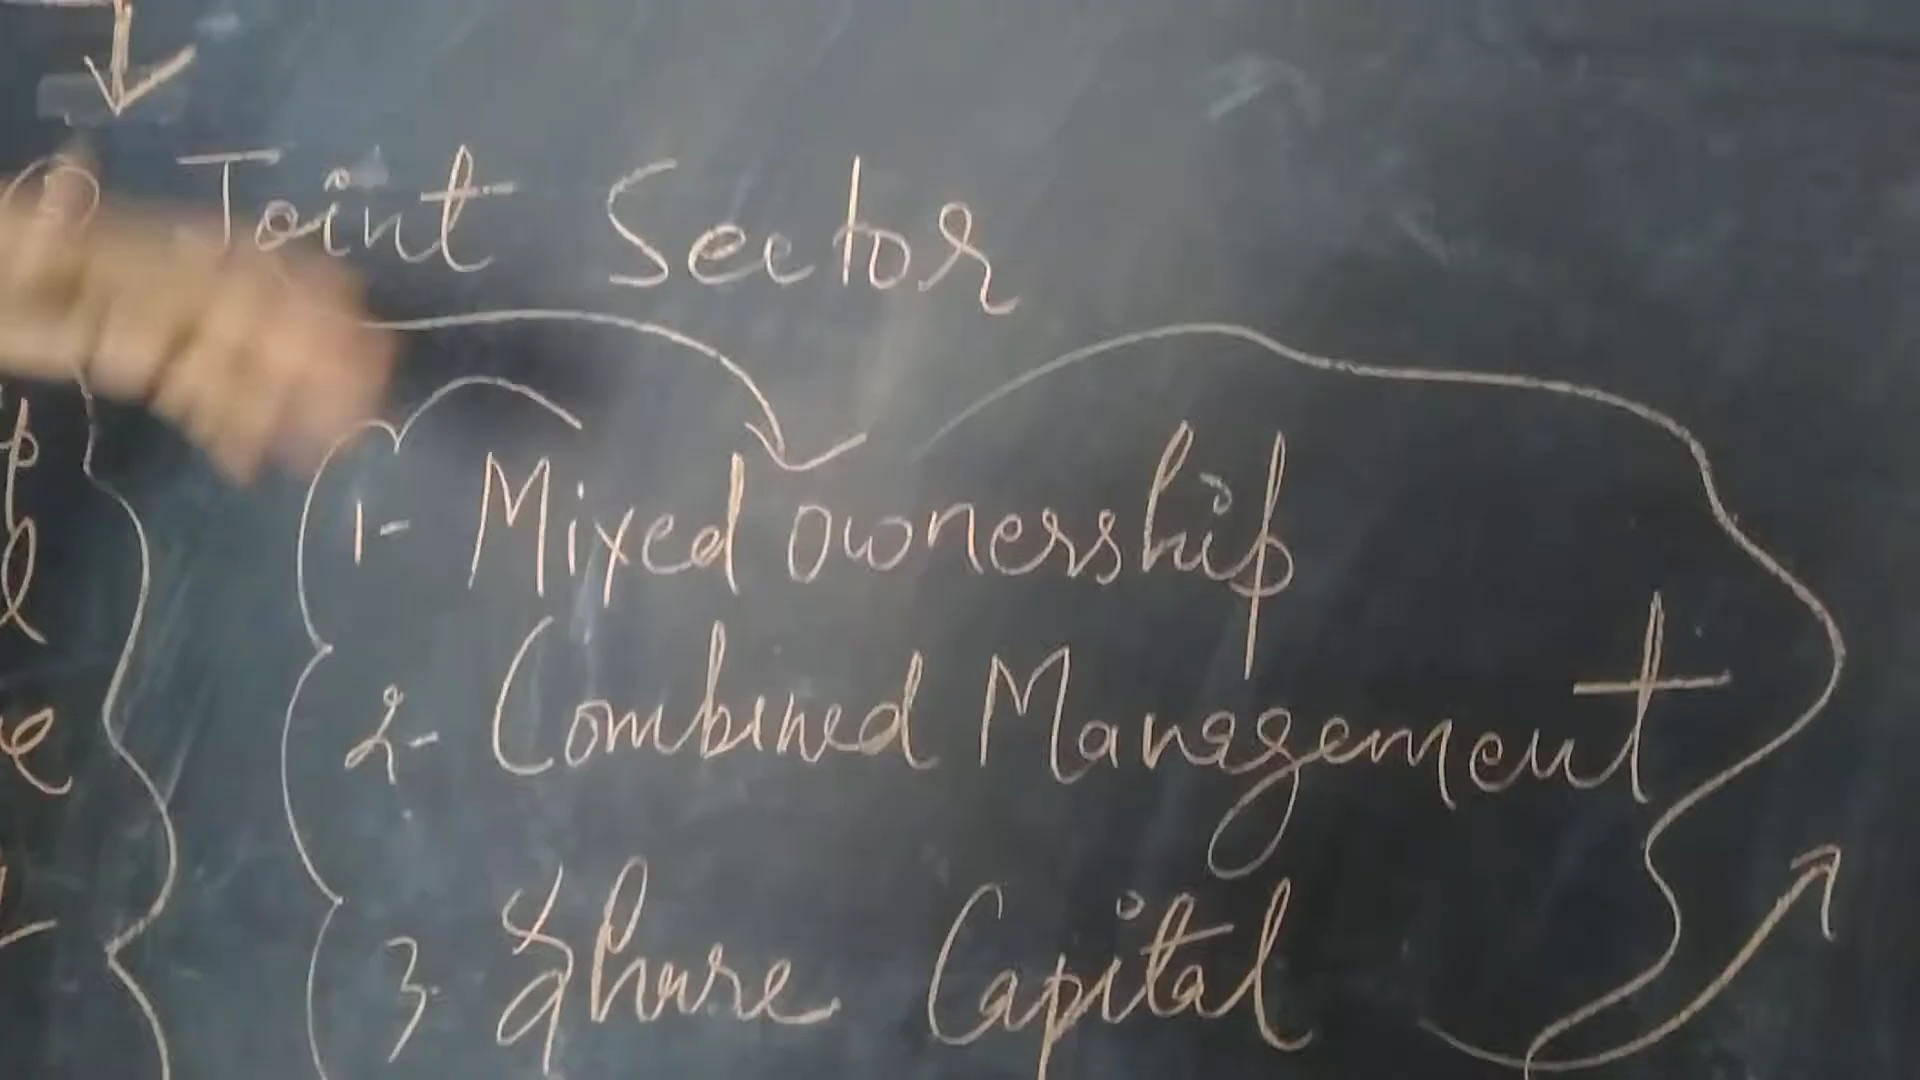 Joint Sector
1- Mixed ownership
2- Combined Management
3- Share Capital